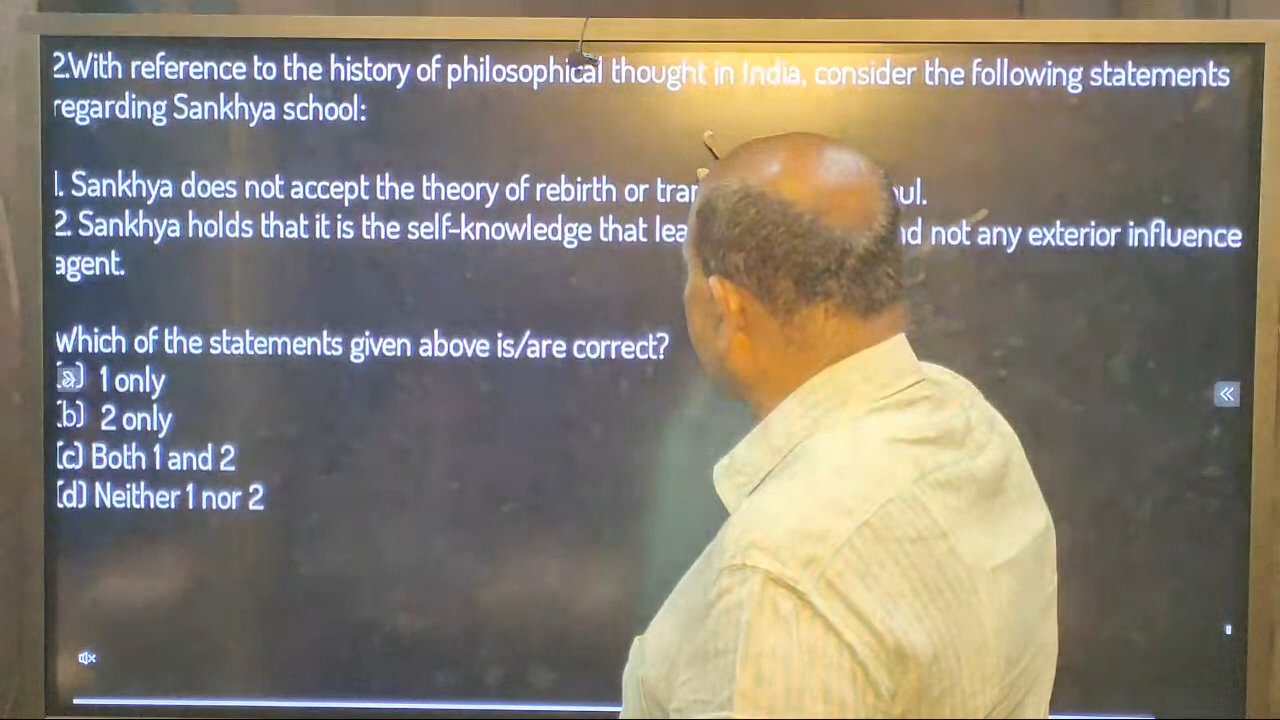 2.With reference to the history of philosophical thought in India, consider the following statements
regarding Sankhya school:
1. Sankhya does not accept the theory of rebirth or
2. Sankhya holds that it is the self-knowledge that not any exterior influence
agent.
Which of the statements given above is/are correct?
(a) 1 only
(b) 2 only
(c) Both 1 and 2
(d) Neither 1 nor 2